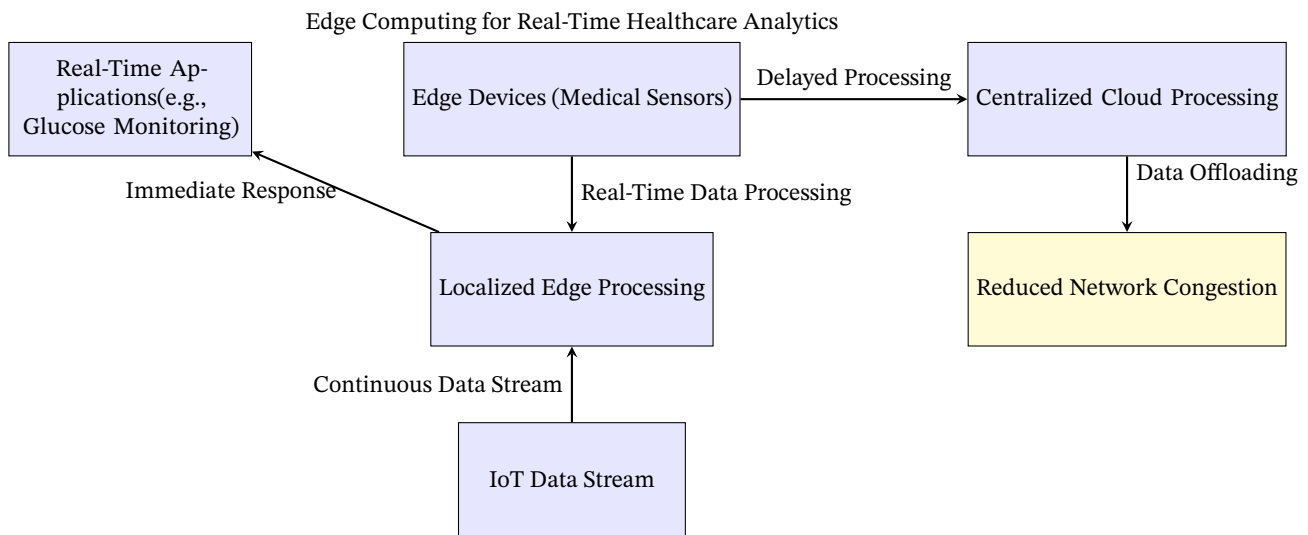 Edge Computing for Real-Time Healthcare Analytics
Real-Time Ap-
plications(e.g.,
Glucose Monitoring)
Edge Devices (Medical Sensors)
Delayed Processing
Centralized Cloud Processing
Immediate Response
Real-Time Data Processing
Data Offloading
Localized Edge Processing
Reduced Network Congestion
Continuous Data Stream
IoT Data Stream